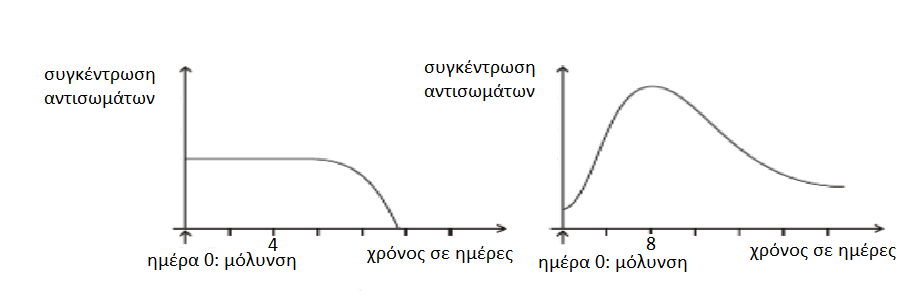 συγκέντρωση
αντισωμάτων
4
χρόνος σε ημέρες
ημέρα 0: μόλυνση
συγκέντρωση
αντισωμάτων
8
χρόνος σε ημέρες
ημέρα 0: μόλυνση